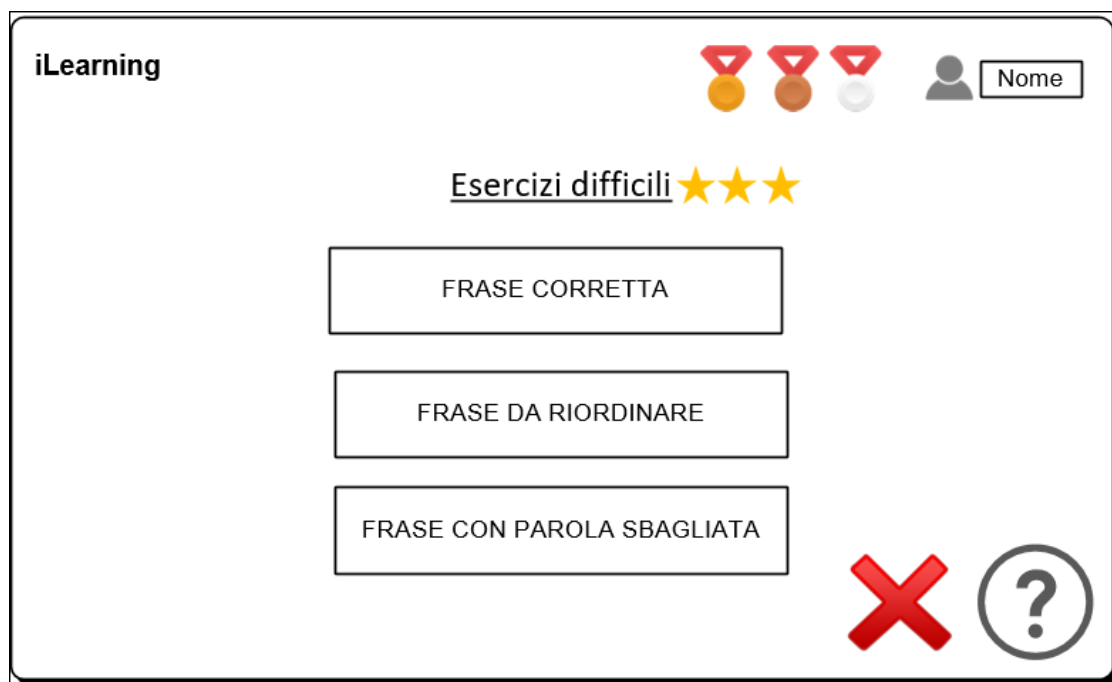 iLearning
Nome
Esercizi difficili
FRASE CORRETTA
FRASE DA RIORDINARE
FRASE CON PAROLA SBAGLIATA
?